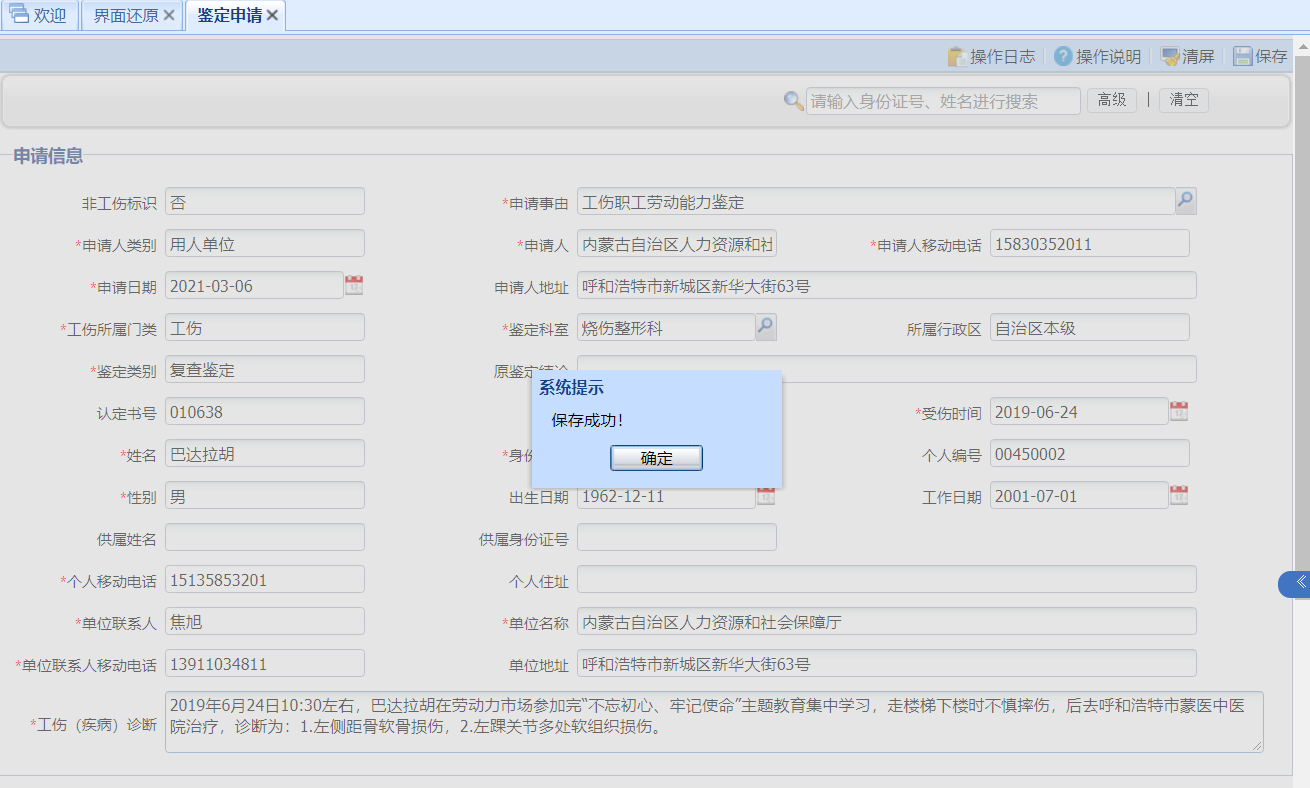 欢迎 界面还原 鉴定申请
操作日志 操作说明 清屏 保存
请输入身份证号、姓名进行搜索 高级 | 清空
申请信息
非工伤标识 否 *申请事由 工伤职工劳动能力鉴定
*申请人类别 用人单位 *申请人 内蒙古自治区人力资源和社 *申请人移动电话 15830352011
*申请日期 2021-03-06 申请人地址 呼和浩特市新城区新华大街63号
*工伤所属门类 工伤 *鉴定科室 烧伤整形科 所属行政区 自治区本级
*鉴定类别 复查鉴定 原鉴定结论
系统提示
保存成功!
确定
认定书号 010638 *受伤时间 2019-06-24
*姓名 巴达拉胡 *身份 个人编号 00450002
*性别 男 出生日期 1962-12-11 工作日期 2001-07-01
供属姓名 供属身份证号
*个人移动电话 15135853201 个人住址
*单位联系人 焦旭 *单位名称 内蒙古自治区人力资源和社会保障厅
*单位联系人移动电话 13911034811 单位地址 呼和浩特市新城区新华大街63号
*工伤（疾病）诊断 2019年6月24日10:30左右，巴达拉胡在劳动力市场参加完“不忘初心、牢记使命”主题教育集中学习，走楼梯下楼时不慎摔伤，后去呼和浩特市蒙医中医
院治疗，诊断为：1.左侧距骨软骨损伤，2.左踝关节多处软组织损伤。